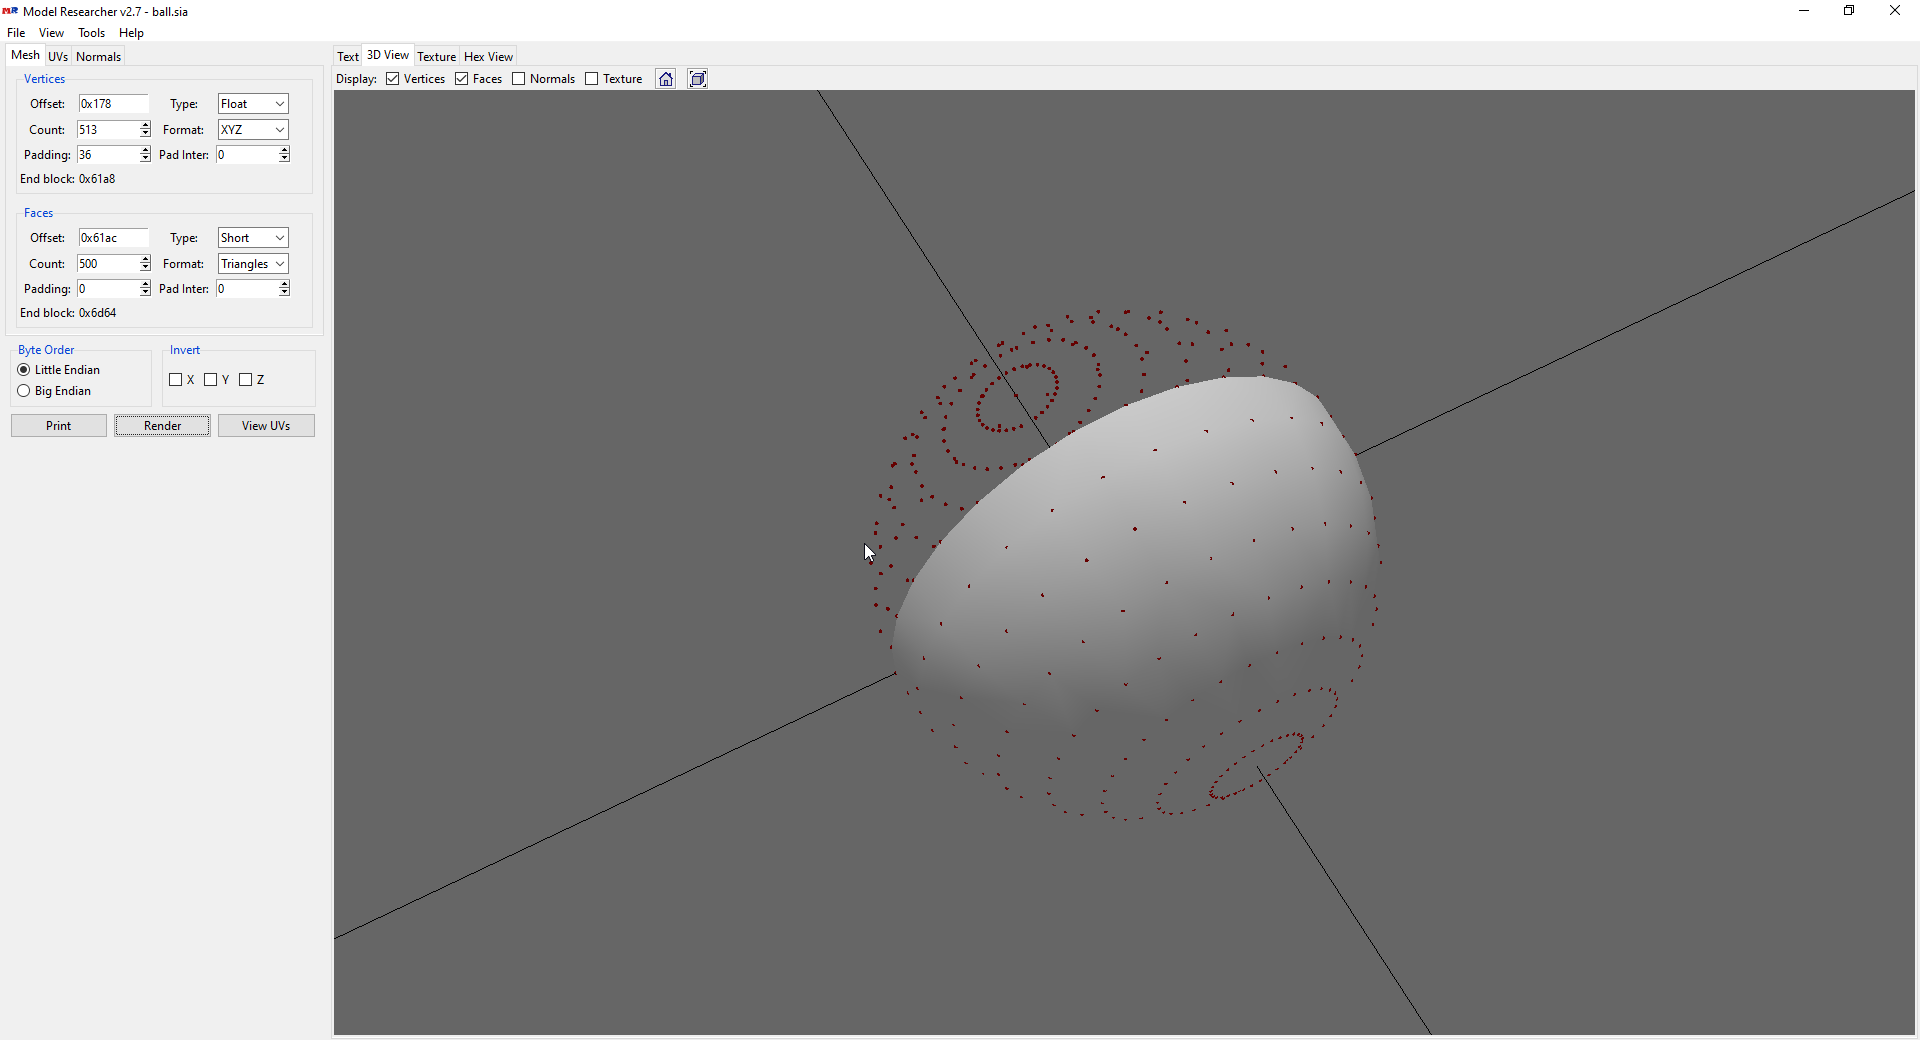 MR Model Researcher v2.7 - ball.sia
File View Tools Help
Mesh UVs Normals
Vertices
Offset: 0x178 Type: Float
Count: 513 Format: XYZ
Padding: 36 Pad Inter: 0
End block: 0x61a8
Faces
Offset: 0x61ac Type: Short
Count: 500 Format: Triangles
Padding: 0 Pad Inter: 0
End block: 0x6d64
Byte Order
Little Endian
Big Endian
Invert
X Y Z
Print Render View UVs
Text 3D View Texture Hex View
Display: Vertices Faces Normals Texture